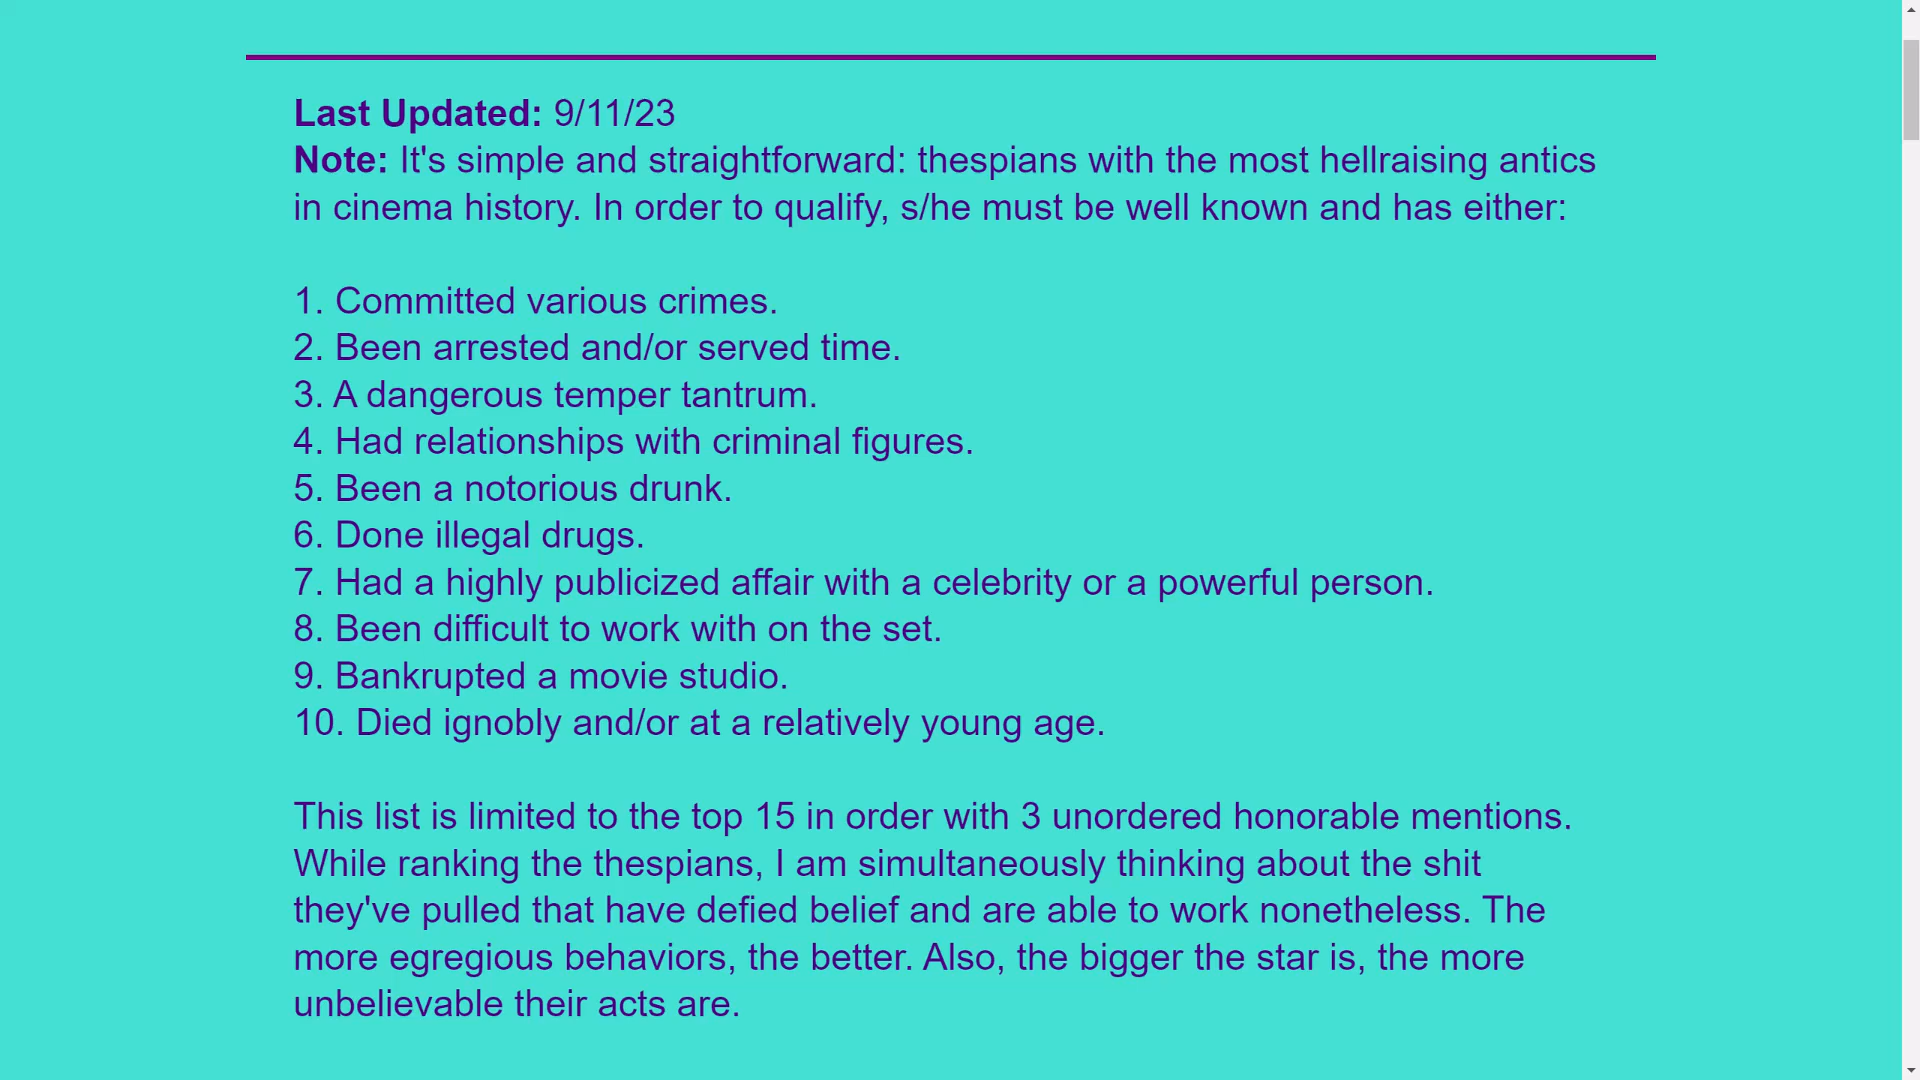 Last Updated: 9/11/23
Note: It's simple and straightforward: thespians with the most hellraising antics
in cinema history. In order to qualify, s/he must be well known and has either:
1. Committed various crimes.
2. Been arrested and/or served time.
3. A dangerous temper tantrum.
4. Had relationships with criminal figures.
5. Been a notorious drunk.
6. Done illegal drugs.
7. Had a highly publicized affair with a celebrity or a powerful person.
8. Been difficult to work with on the set.
9. Bankrupted a movie studio.
10. Died ignobly and/or at a relatively young age.
This list is limited to the top 15 in order with 3 unordered honorable mentions.
While ranking the thespians, I am simultaneously thinking about the shit
they've pulled that have defied belief and are able to work nonetheless. The
more egregious behaviors, the better. Also, the bigger the star is, the more
unbelievable their acts are.